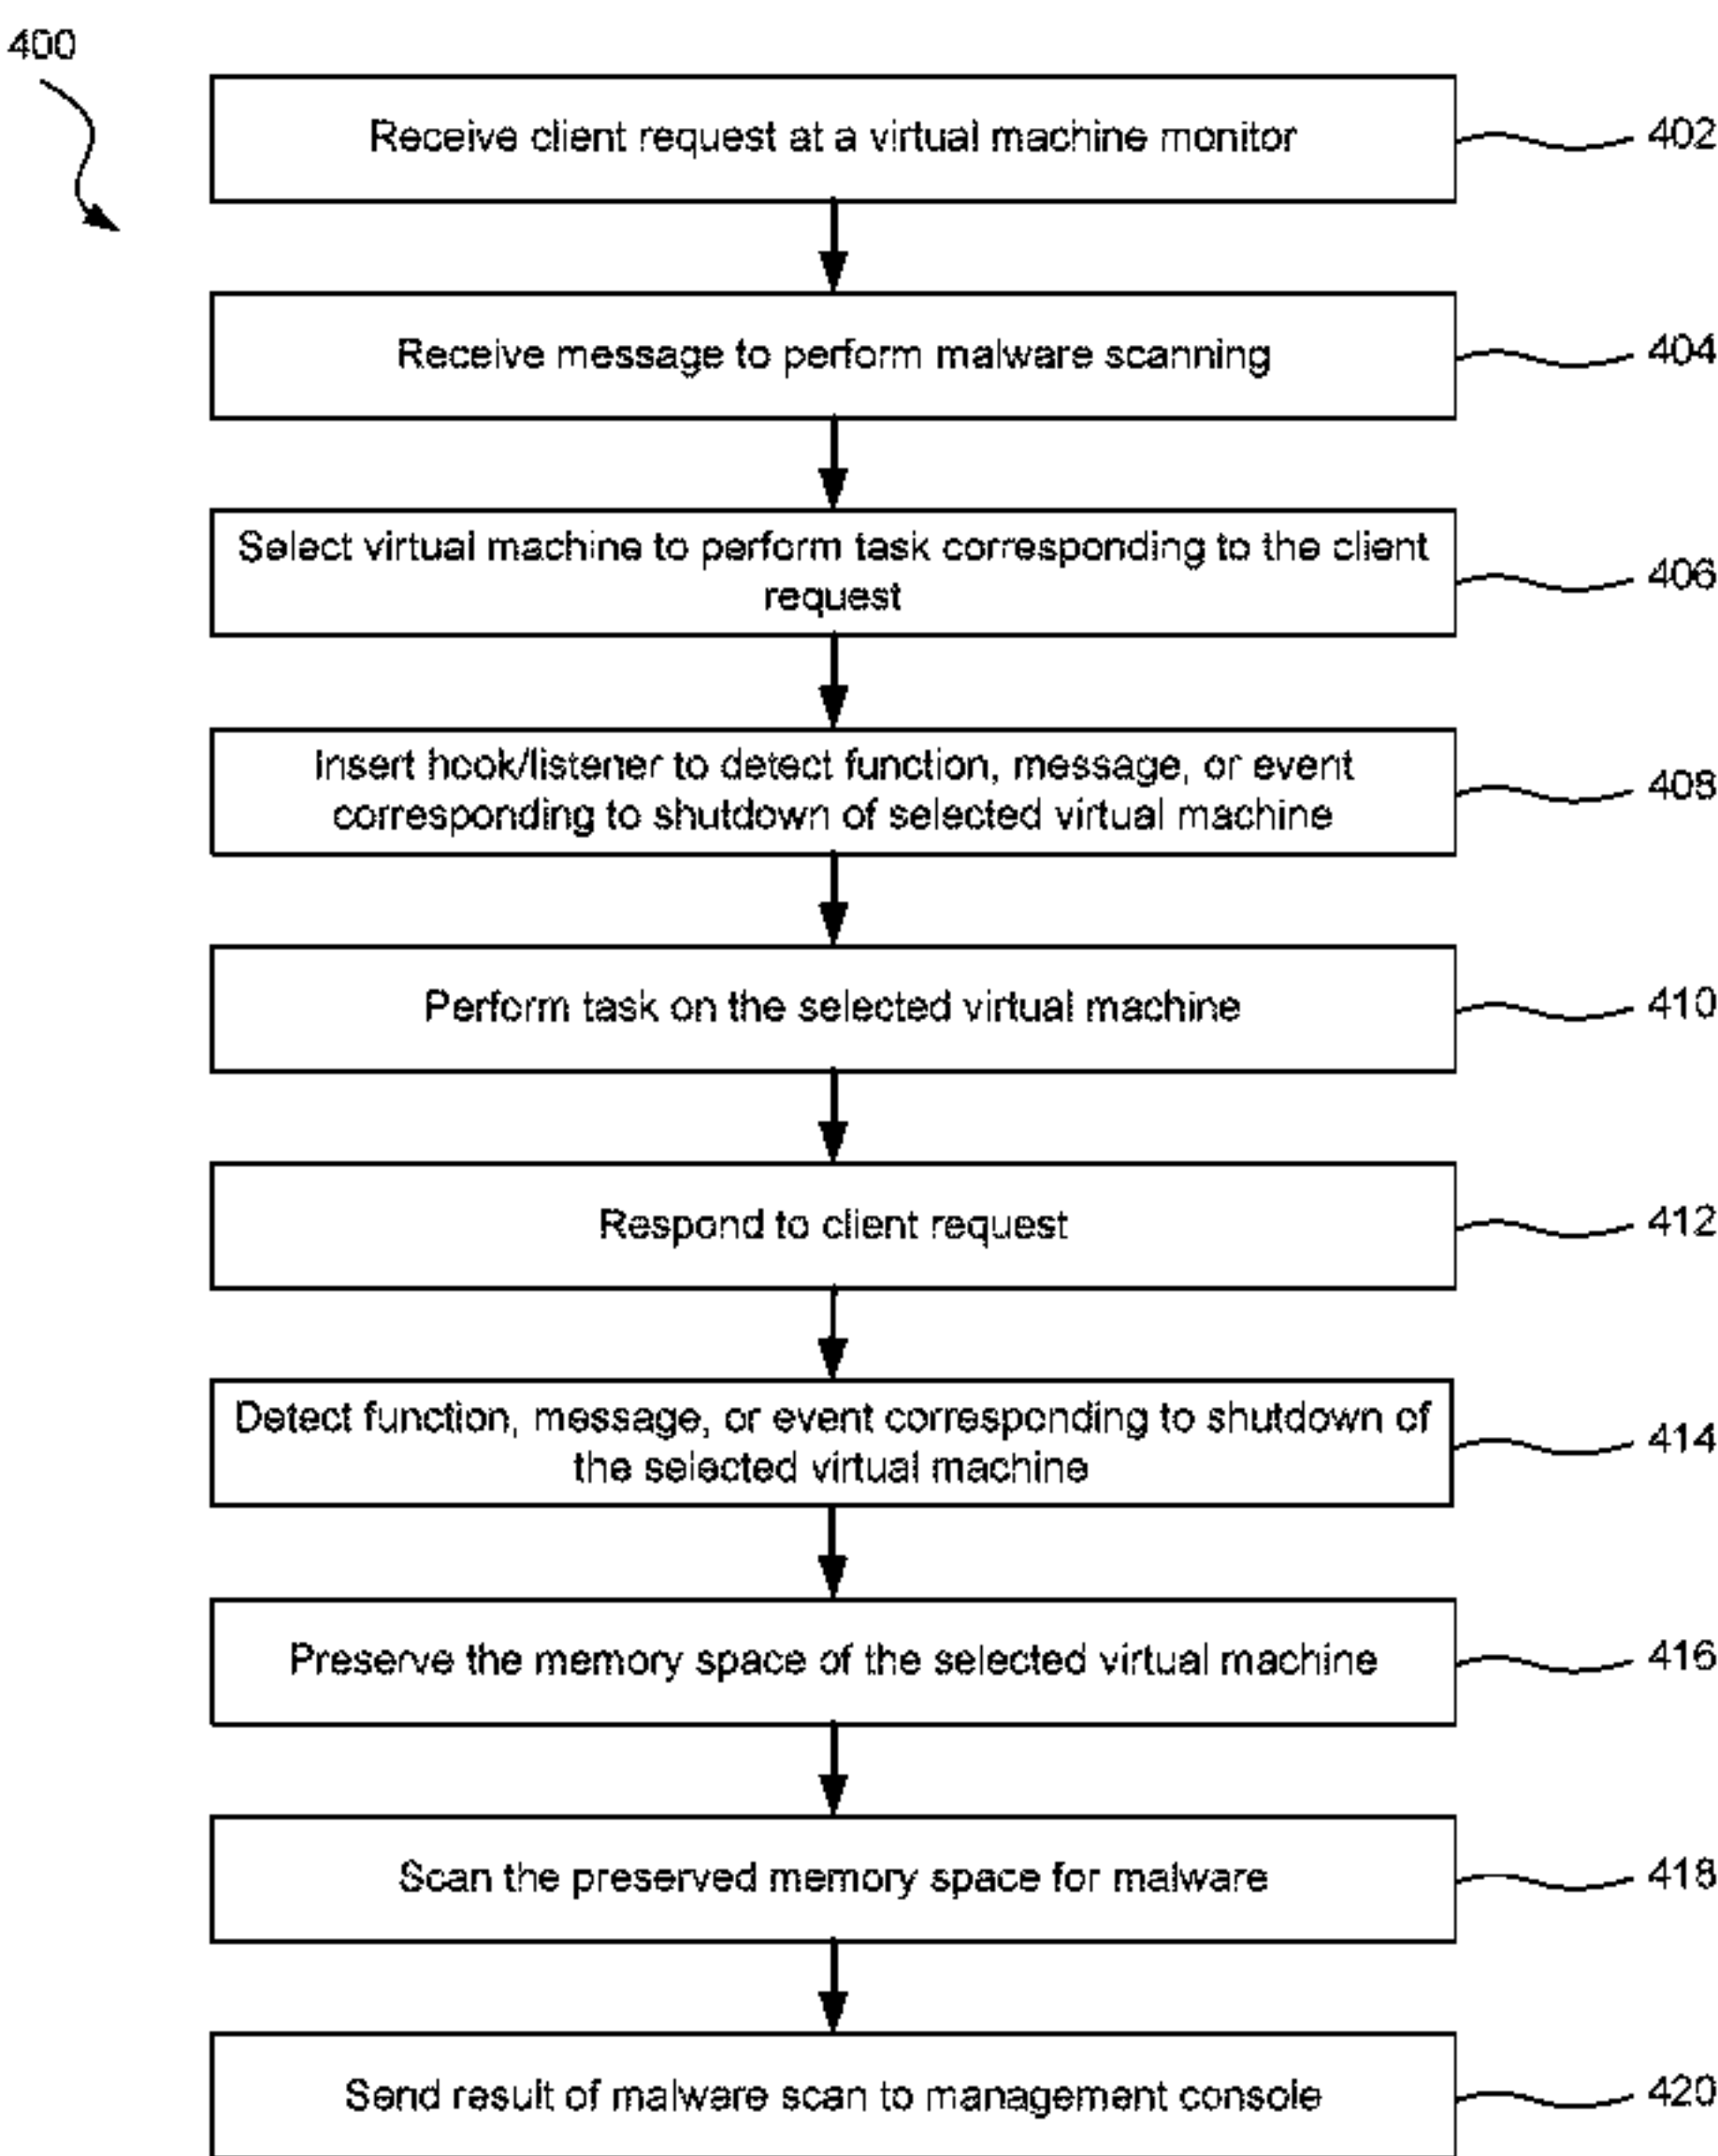 400
Receive client request at a virtual machine monitor
402
Receive message to perform malware scanning
404
Select virtual machine to perform task corresponding to the client
request
406
Insert hook/listener to detect function, message, or event
corresponding to shutdown of selected virtual machine
408
Perform task on the selected virtual machine
410
Respond to client request
412
Detect function, message, or event corresponding to shutdown of
the selected virtual machine
414
Preserve the memory space of the selected virtual machine
416
Scan the preserved memory space for malware
418
Send result of malware scan to management console
420